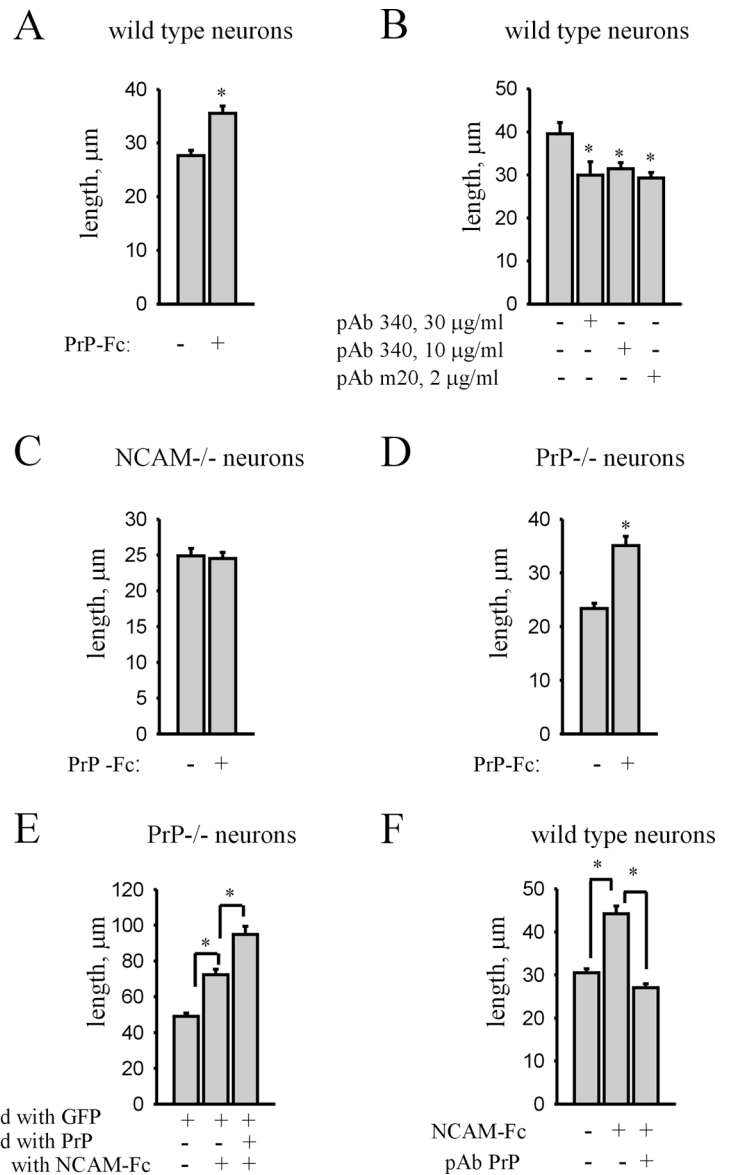 A
wild type neurons
length, μm
40
30
20
10
0
*
PrP-Fc:
- +
B
wild type neurons
length, μm
50
40
30
20
10
0
* * *
pAb 340, 30 μg/ml - + - -
pAb 340, 10 μg/ml - - + -
pAb m20, 2 μg/ml - - - +
C
NCAM-/- neurons
length, μm
30
25
20
15
10
5
0
PrP -Fc: - +
D
PrP-/- neurons
length, μm
40
30
20
10
0
*
PrP-Fc: - +
E
PrP-/- neurons
length, μm
120
100
80
60
40
20
0
*
*
d with GFP + + +
d with PrP - - +
with NCAM-Fc - + +
F
wild type neurons
length, μm
50
40
30
20
10
0
* *
NCAM-Fc - + +
pAb PrP - - +